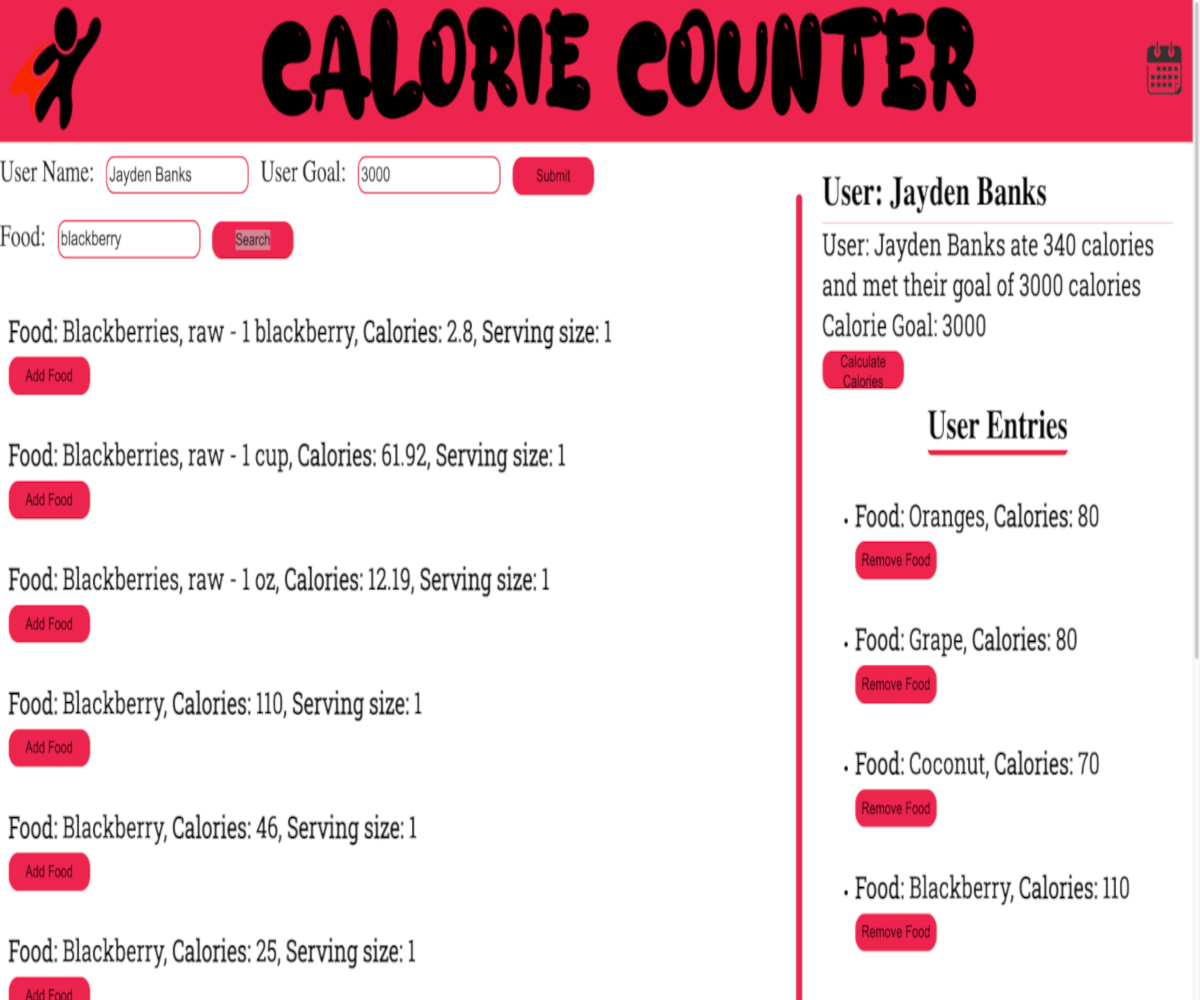 CALORIE COUNTER
User Name: Jayden Banks User Goal: 3000 Submit
Food: blackberry Search
Food: Blackberries, raw - 1 blackberry, Calories: 2.8, Serving size: 1
Add Food
Food: Blackberries, raw - 1 cup, Calories: 61.92, Serving size: 1
Add Food
Food: Blackberries, raw - 1 oz, Calories: 12.19, Serving size: 1
Add Food
Food: Blackberry, Calories: 110, Serving size: 1
Add Food
Food: Blackberry, Calories: 46, Serving size: 1
Add Food
Food: Blackberry, Calories: 25, Serving size: 1
Add Food
User: Jayden Banks
User: Jayden Banks ate 340 calories
and met their goal of 3000 calories
Calorie Goal: 3000
Calculate
Calories
User Entries
• Food: Oranges, Calories: 80
Remove Food
• Food: Grape, Calories: 80
Remove Food
• Food: Coconut, Calories: 70
Remove Food
• Food: Blackberry, Calories: 110
Remove Food